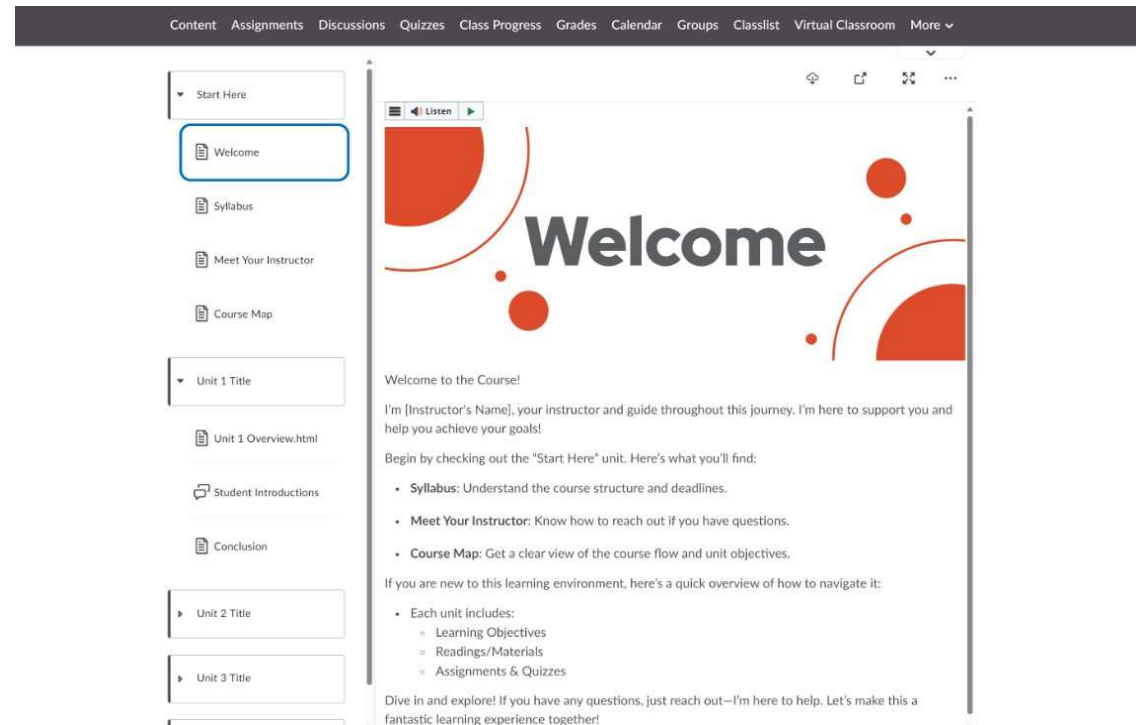 Content Assignments Discussions Quizzes Class Progress Grades Calendar Groups Classlist Virtual Classroom More
Start Here
Welcome
Syllabus
Meet Your Instructor
Course Map
Unit 1 Title
Unit 1 Overview.html
Student Introductions
Conclusion
Unit 2 Title
Unit 3 Title
Listen
Welcome
Welcome to the Course!
I'm [Instructor's Name], your instructor and guide throughout this journey. I'm here to support you and
help you achieve your goals!
Begin by checking out the "Start Here" unit. Here's what you'll find:
• Syllabus: Understand the course structure and deadlines.
• Meet Your Instructor: Know how to reach out if you have questions.
• Course Map: Get a clear view of the course flow and unit objectives.
If you are new to this learning environment, here's a quick overview of how to navigate it:
• Each unit includes:
◦ Learning Objectives
◦ Readings/Materials
◦ Assignments & Quizzes
Dive in and explore! If you have any questions, just reach out—I'm here to help. Let's make this a
fantastic learning experience together!